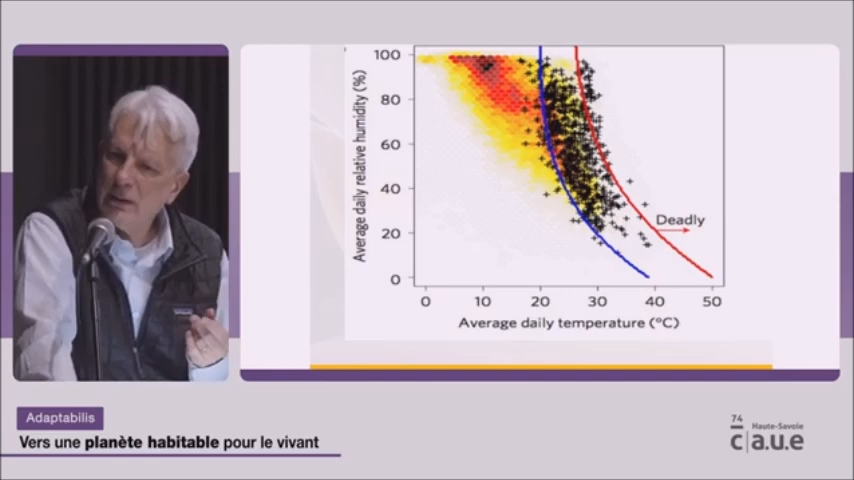 100
80
60
40
20
0
Average daily relative humidity (%)
Deadly
0 10 20 30 40 50
Average daily temperature (°C)
Adaptabilis
Vers une planète habitable pour le vivant
74
Haute-Savoie
c|a.u.e